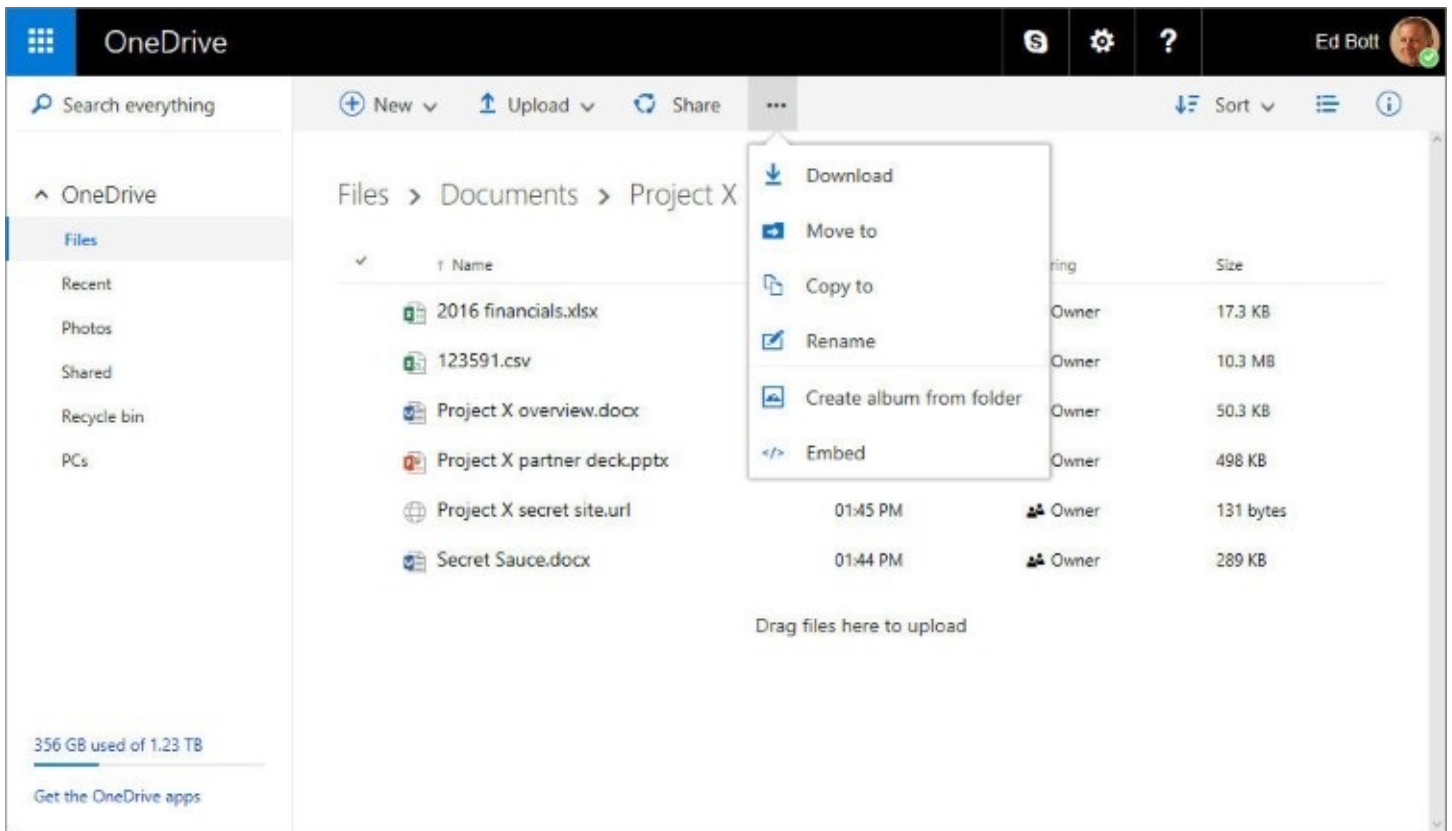 OneDrive
Ed Bott
Search everything
New
Upload
Share
Sort
OneDrive
Files
Recent
Photos
Shared
Recycle bin
PCs
356 GB used of 1.23 TB
Get the OneDrive apps
Files > Documents > Project X
Download
Move to
Copy to
Rename
Create album from folder
Embed
↑ Name ring Size
2016 financials.xlsx Owner 17.3 KB
123591.csv Owner 10.3 MB
Project X overview.docx Owner 50.3 KB
Project X partner deck.pptx Owner 498 KB
Project X secret site.url 01:45 PM Owner 131 bytes
Secret Sauce.docx 01:44 PM Owner 289 KB
Drag files here to upload